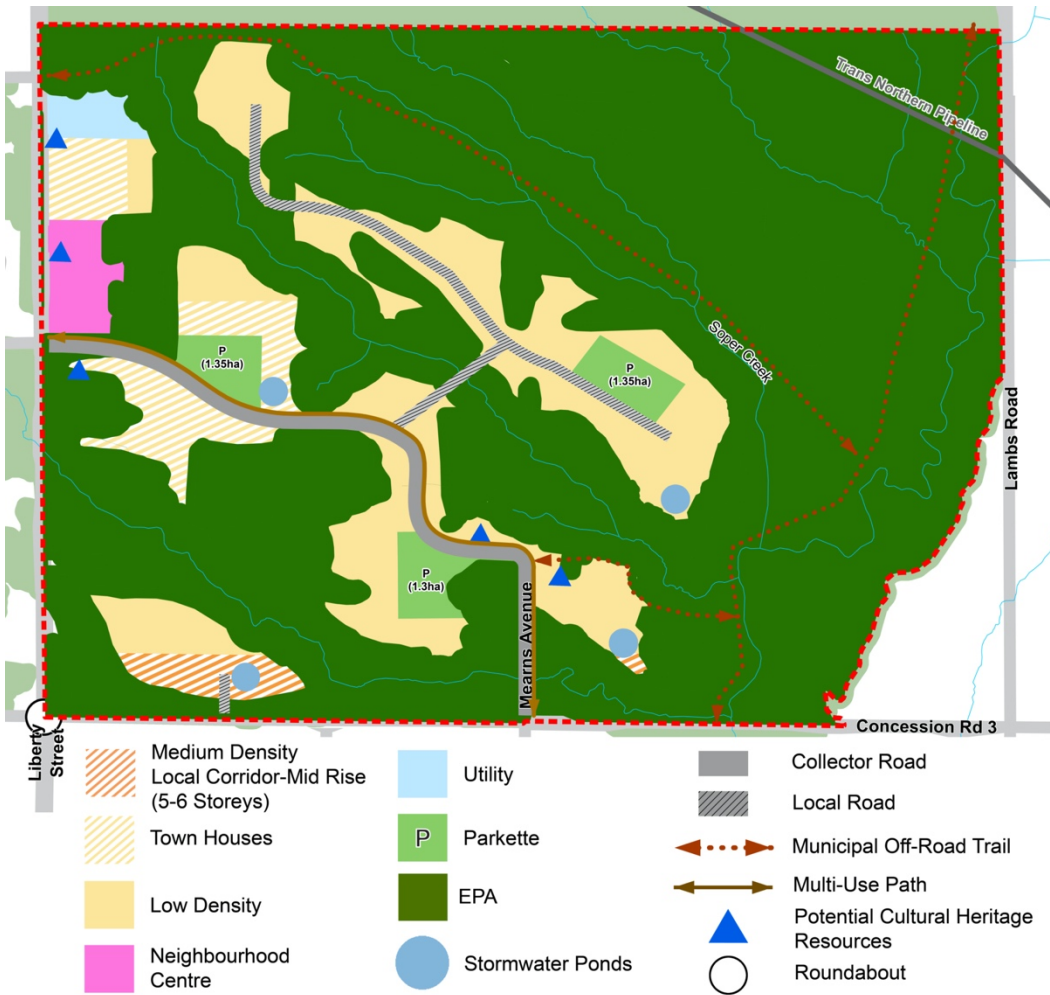 Trans Northern Pipeline
Soper Creek
P
(1.35ha)
P
(1.35ha)
P
(1.3ha)
Lambs Road
Mearns Avenue
Concession Rd 3
Liberty
Street
Medium Density
Local Corridor-Mid Rise
(5-6 Storeys)
Town Houses
Low Density
Neighbourhood
Centre
Utility
P
Parkette
EPA
Stormwater Ponds
Collector Road
Local Road
Municipal Off-Road Trail
Multi-Use Path
Potential Cultural Heritage
Resources
Roundabout